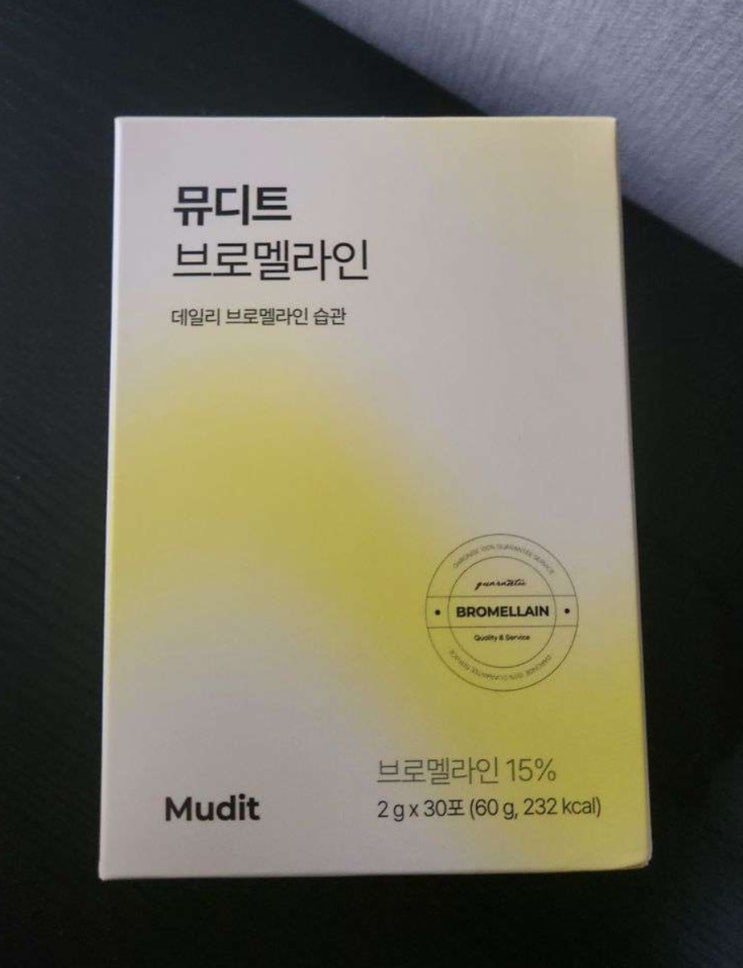 뮤디트
브로멜라인
데일리 브로멜라인 습관
BROMELLAIN
Quality & Service
브로멜라인 15%
Mudit
2 g x 30포 (60 g, 232 kcal)